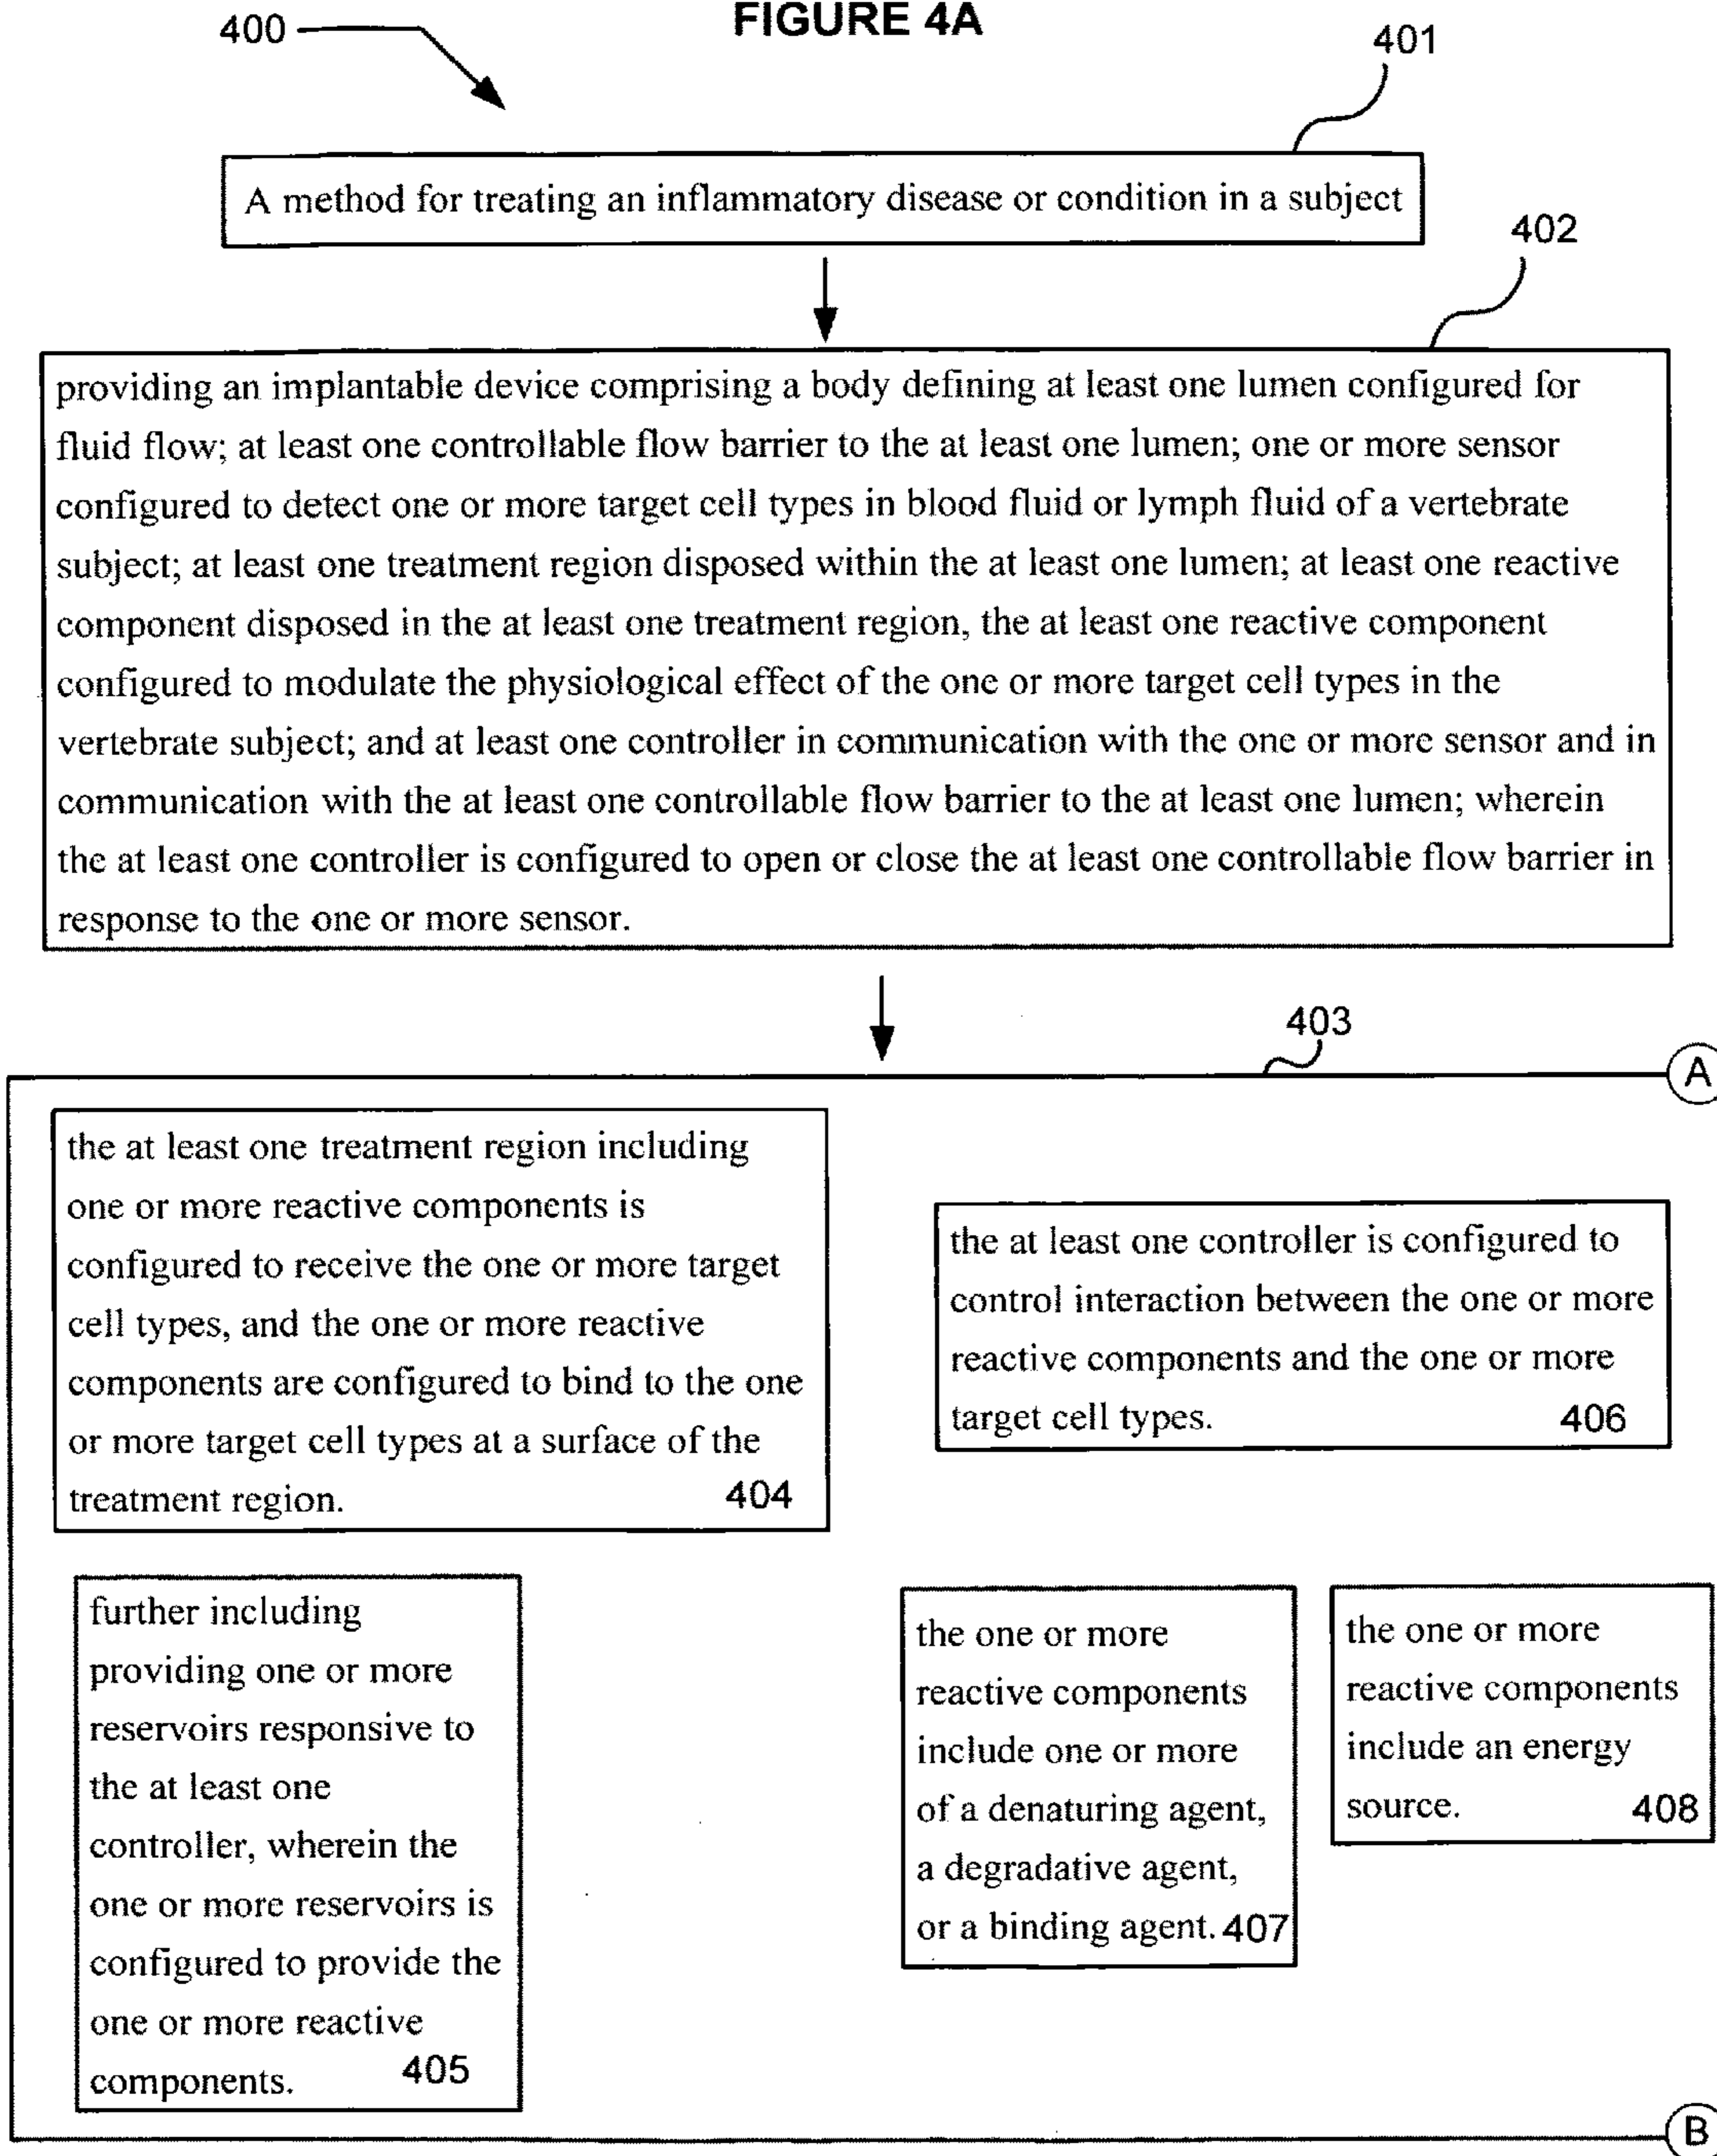 FIGURE 4A
400
401
A method for treating an inflammatory disease or condition in a subject
402
providing an implantable device comprising a body defining at least one lumen configured for
fluid flow; at least one controllable flow barrier to the at least one lumen; one or more sensor
configured to detect one or more target cell types in blood fluid or lymph fluid of a vertebrate
subject; at least one treatment region disposed within the at least one lumen; at least one reactive
component disposed in the at least one treatment region, the at least one reactive component
configured to modulate the physiological effect of the one or more target cell types in the
vertebrate subject; and at least one controller in communication with the one or more sensor and in
communication with the at least one controllable flow barrier to the at least one lumen; wherein
the at least one controller is configured to open or close the at least one controllable flow barrier in
response to the one or more sensor.
403
A
the at least one treatment region including
one or more reactive components is
configured to receive the one or more target
cell types, and the one or more reactive
components are configured to bind to the one
or more target cell types at a surface of the
treatment region. 404
the at least one controller is configured to
control interaction between the one or more
reactive components and the one or more
target cell types. 406
further including
providing one or more
reservoirs responsive to
the at least one
controller, wherein the
one or more reservoirs is
configured to provide the
one or more reactive
components. 405
the one or more
reactive components
include one or more
of a denaturing agent,
a degradative agent,
or a binding agent. 407
the one or more
reactive components
include an energy
source. 408
B